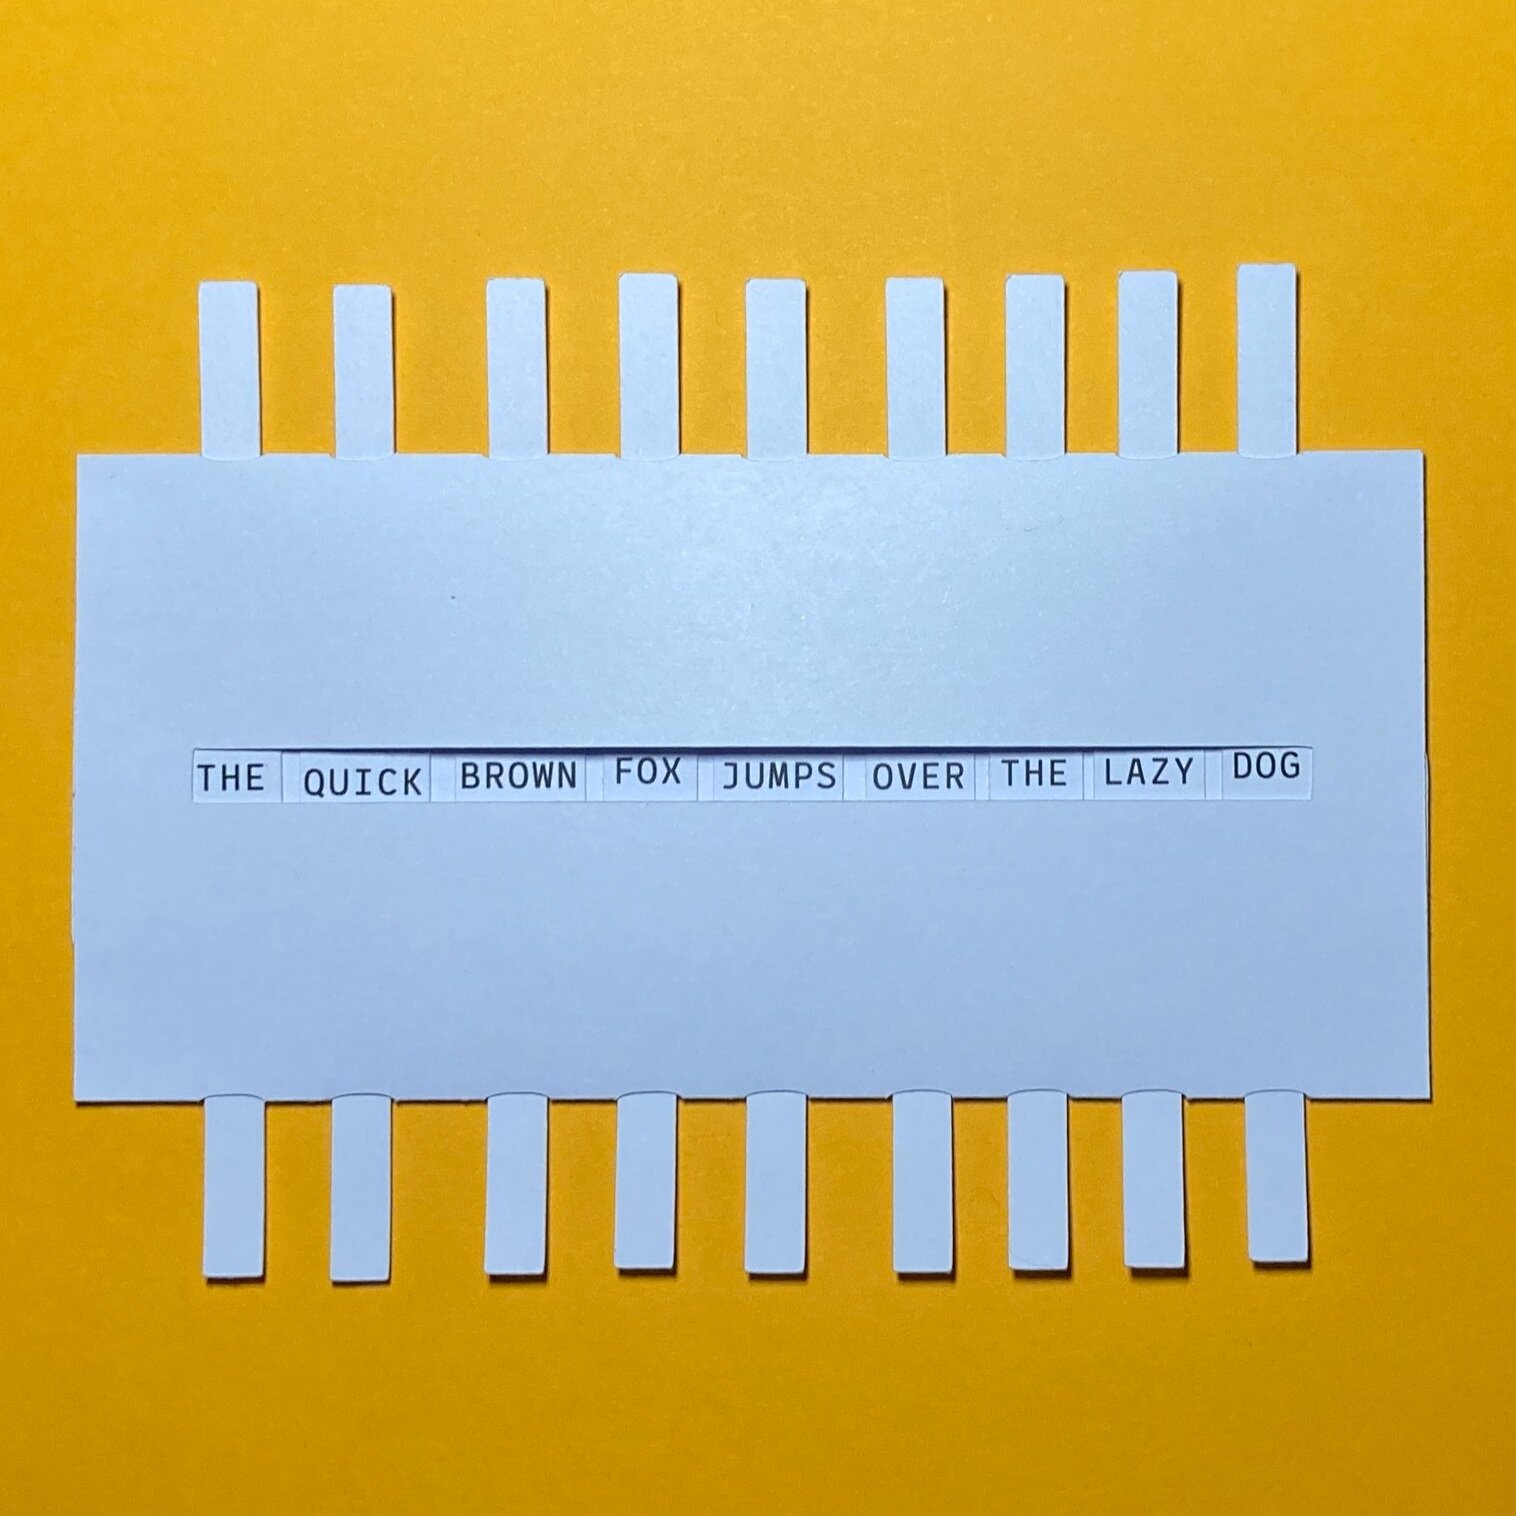 THE QUICK BROWN FOX JUMPS OVER THE LAZY DOG